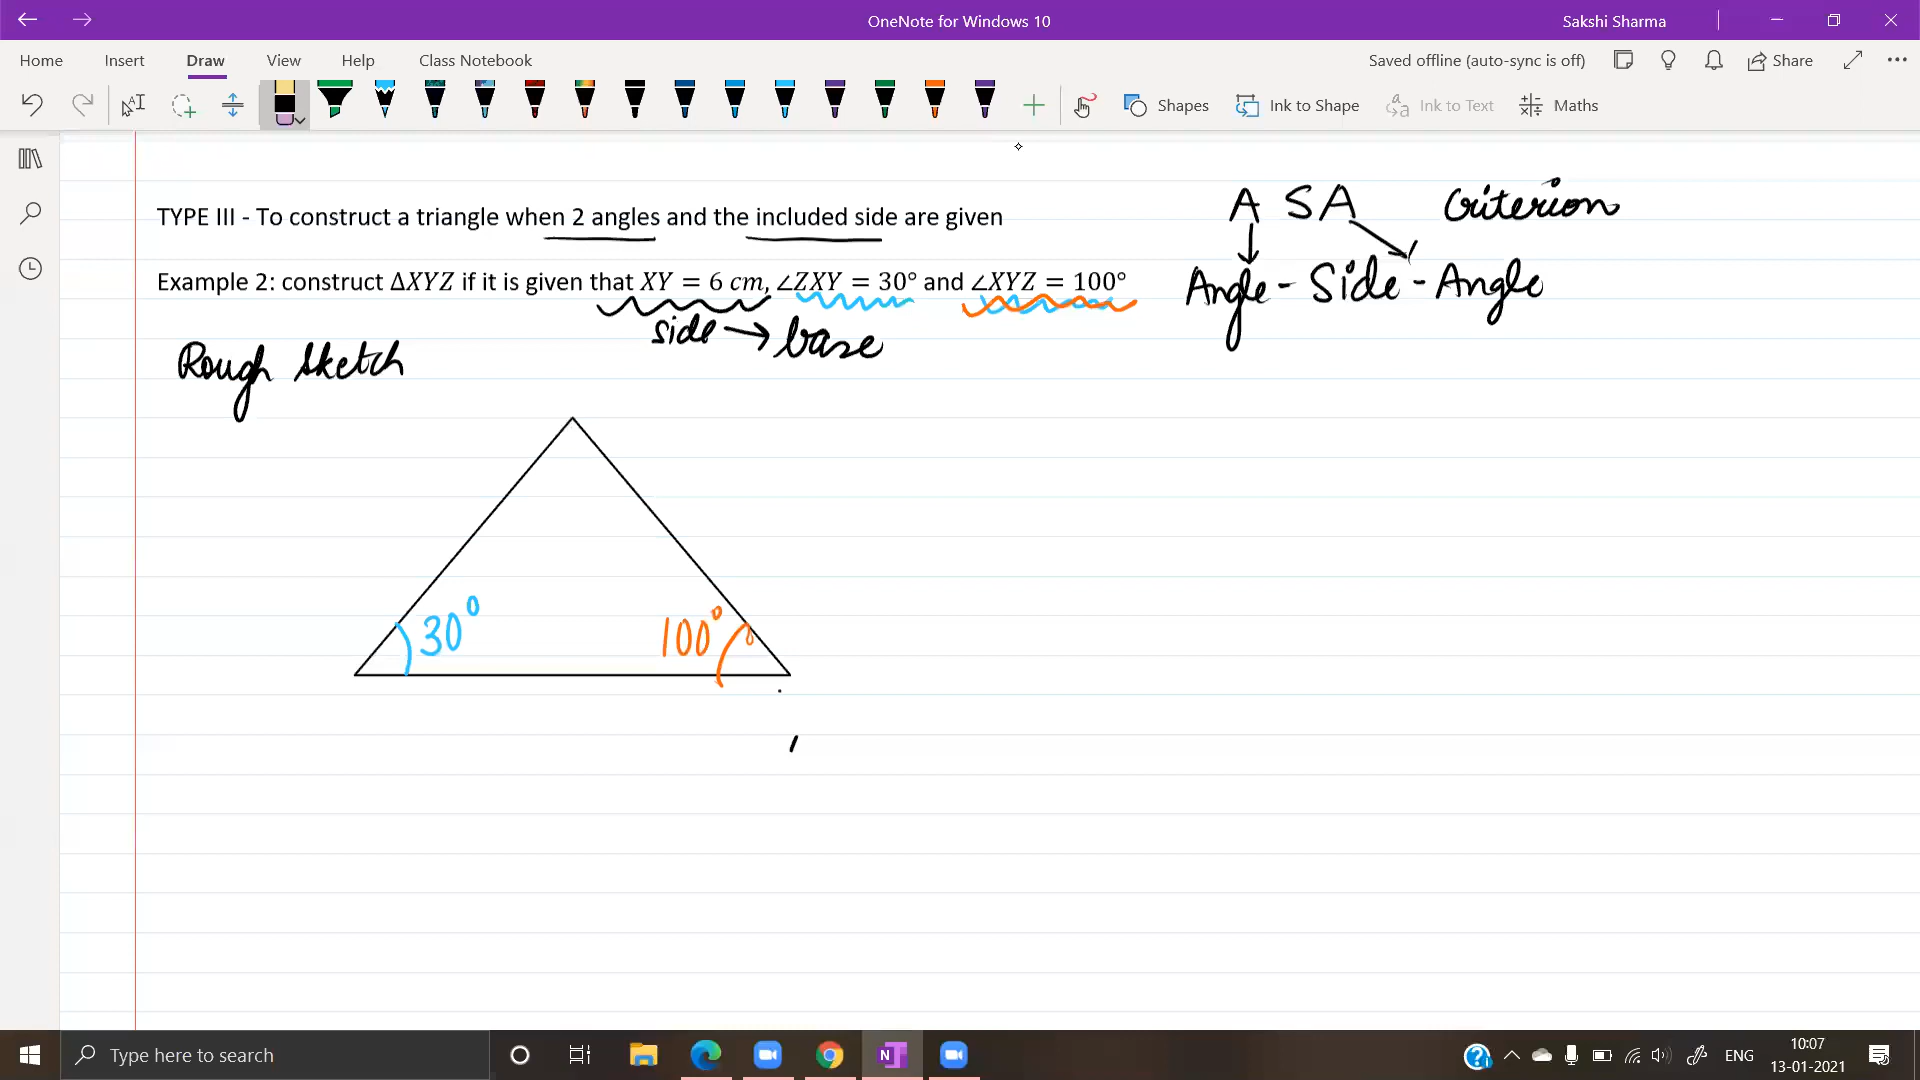 OneNote for Windows 10
Sakshi Sharma
Home Insert Draw View Help Class Notebook
Saved offline (auto-sync is off) Share
Shapes Ink to Shape Ink to Text Maths
TYPE III - To construct a triangle when 2 angles and the included side are given
A SA Criterion
Example 2: construct ΔXYZ if it is given that XY = 6 cm, ∠ZXY = 30° and ∠XYZ = 100°
Angle - Side - Angle
side → base
Rough Sketch
30° 100°
Type here to search
ENG
10:07
13-01-2021